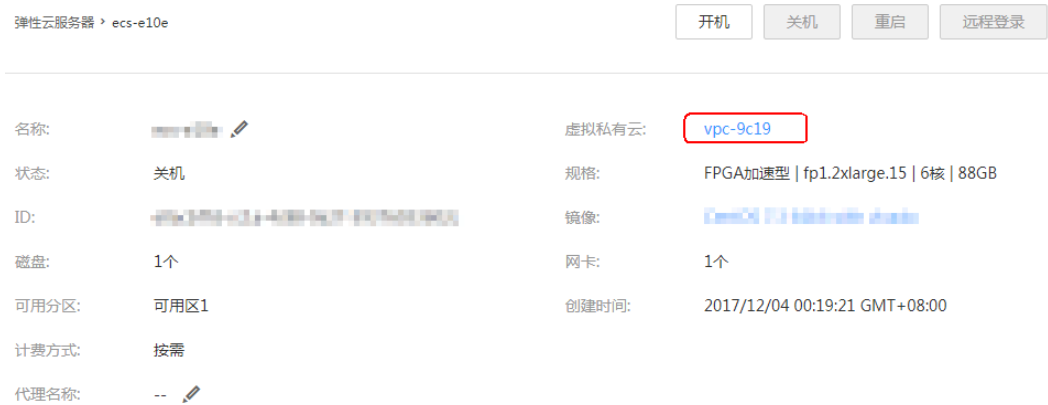 弹性云服务器 › ecs-e10e
开机 关机 重启 远程登录
名称: 虚拟私有云: vpc-9c19
状态: 关机 规格: FPGA加速型 | fp1.2xlarge.15 | 6核 | 88GB
ID: 镜像:
磁盘: 1个 网卡: 1个
可用分区: 可用区1 创建时间: 2017/12/04 00:19:21 GMT+08:00
计费方式: 按需
代理名称: --